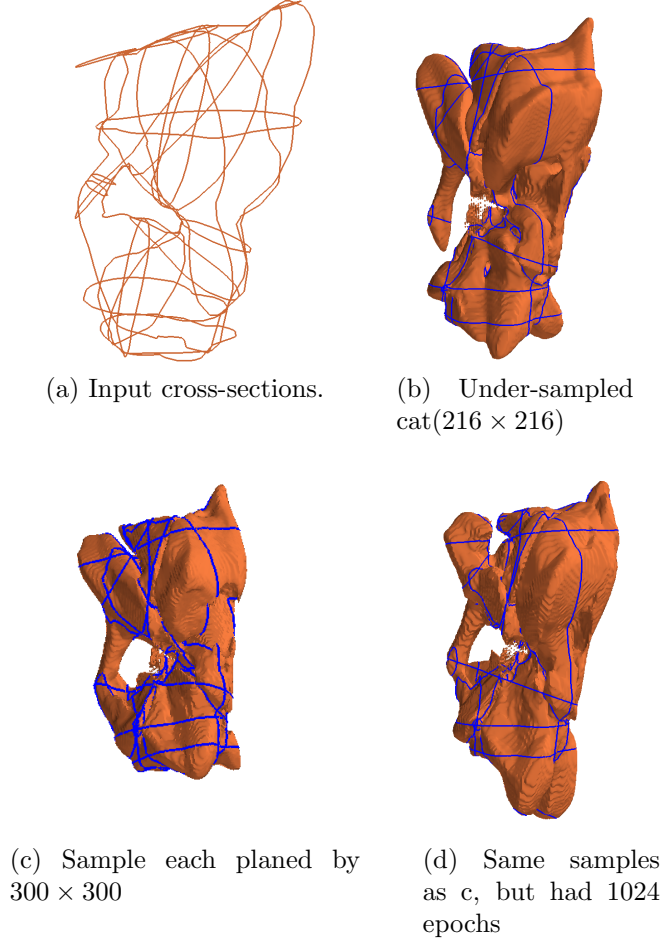 (a) Input cross-sections.
(b) Under-sampled
cat(216 × 216)
(c) Sample each planed by
300 × 300
(d) Same samples
as c, but had 1024
epochs